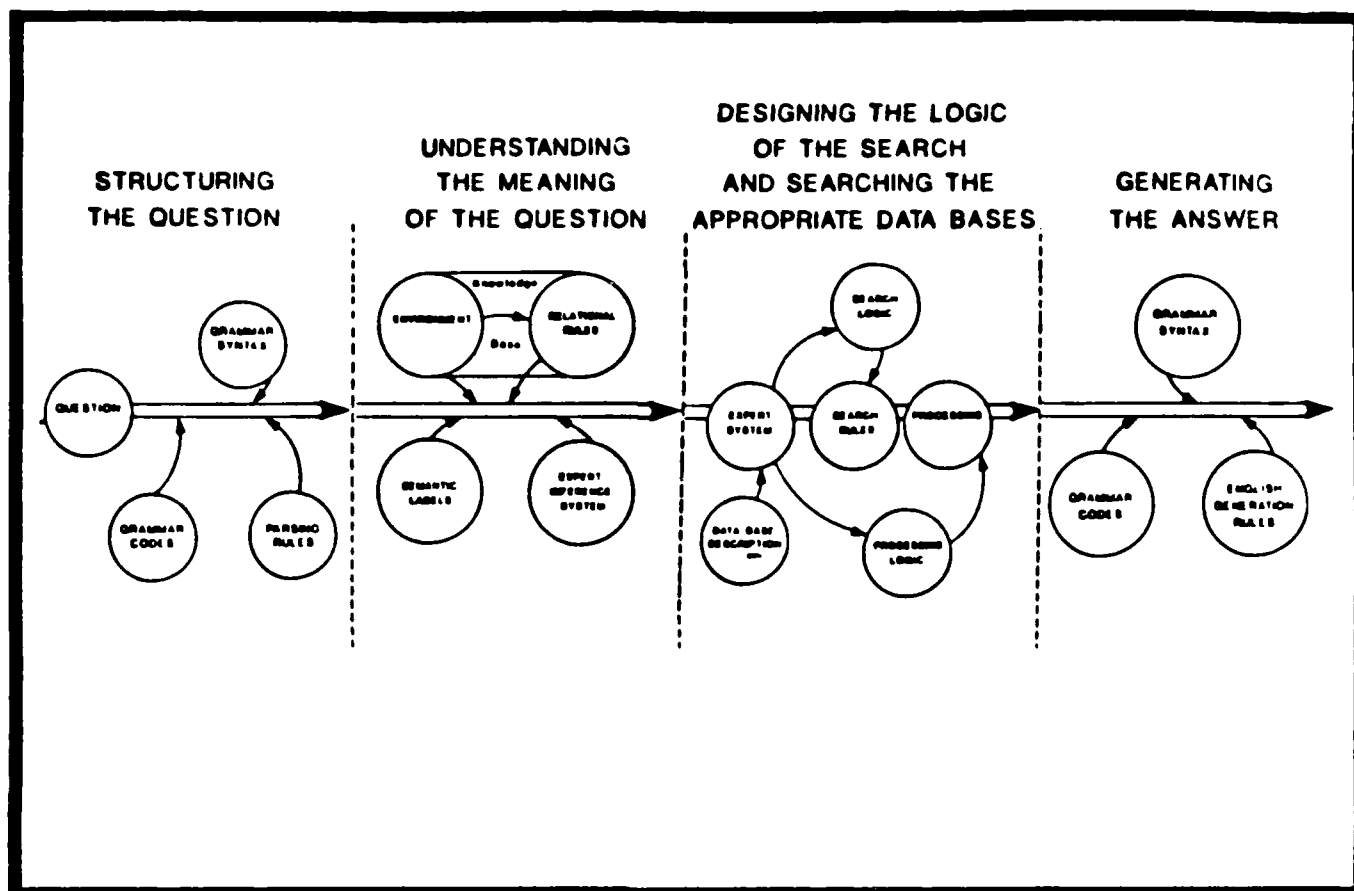 STRUCTURING
THE QUESTION
UNDERSTANDING
THE MEANING
OF THE QUESTION
DESIGNING THE LOGIC
OF THE SEARCH
AND SEARCHING THE
APPROPRIATE DATA BASES
GENERATING
THE ANSWER
QUESTION
GRAMMAR
SYNTAX
GRAMMAR
CODES
PARSING
RULES
Knowledge
Base
ENVIRONMENT
RELATIONAL
RULES
SEMANTIC
LABELS
EXPERT
INFERENCE
SYSTEM
SEARCH
LOGIC
EXPERT
SYSTEM
SEARCH
RULES
PROCESSING
DATA BASE
DESCRIPTION
PROCESSING
LOGIC
GRAMMAR
SYNTAX
GRAMMAR
CODES
ENGLISH
GENERATION
RULES